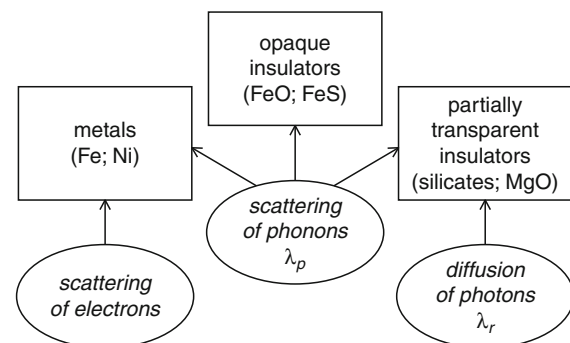 opaque
insulators
(FeO; FeS)
metals
(Fe; Ni)
partially
transparent
insulators
(silicates; MgO)
scattering
of phonons
λp
scattering
of electrons
diffusion
of photons
λr